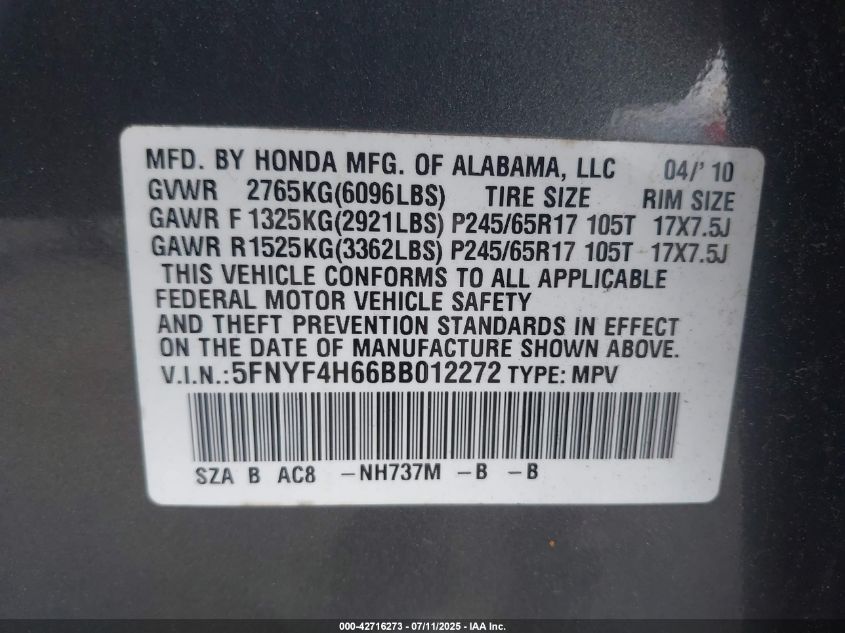 MFD. BY HONDA MFG. OF ALABAMA, LLC 04/' 10
GVWR 2765KG(6096LBS) TIRE SIZE RIM SIZE
GAWR F 1325KG(2921LBS) P245/65R17 105T 17X7.5J
GAWR R1525KG(3362LBS) P245/65R17 105T 17X7.5J
THIS VEHICLE CONFORMS TO ALL APPLICABLE
FEDERAL MOTOR VEHICLE SAFETY
AND THEFT PREVENTION STANDARDS IN EFFECT
ON THE DATE OF MANUFACTURE SHOWN ABOVE.
V.I.N.:5FNYF4H66BB012272 TYPE: MPV
SZA B AC8 -NH737M -B -B
000-42716273 / 07/11/2025 - IAA Inc.